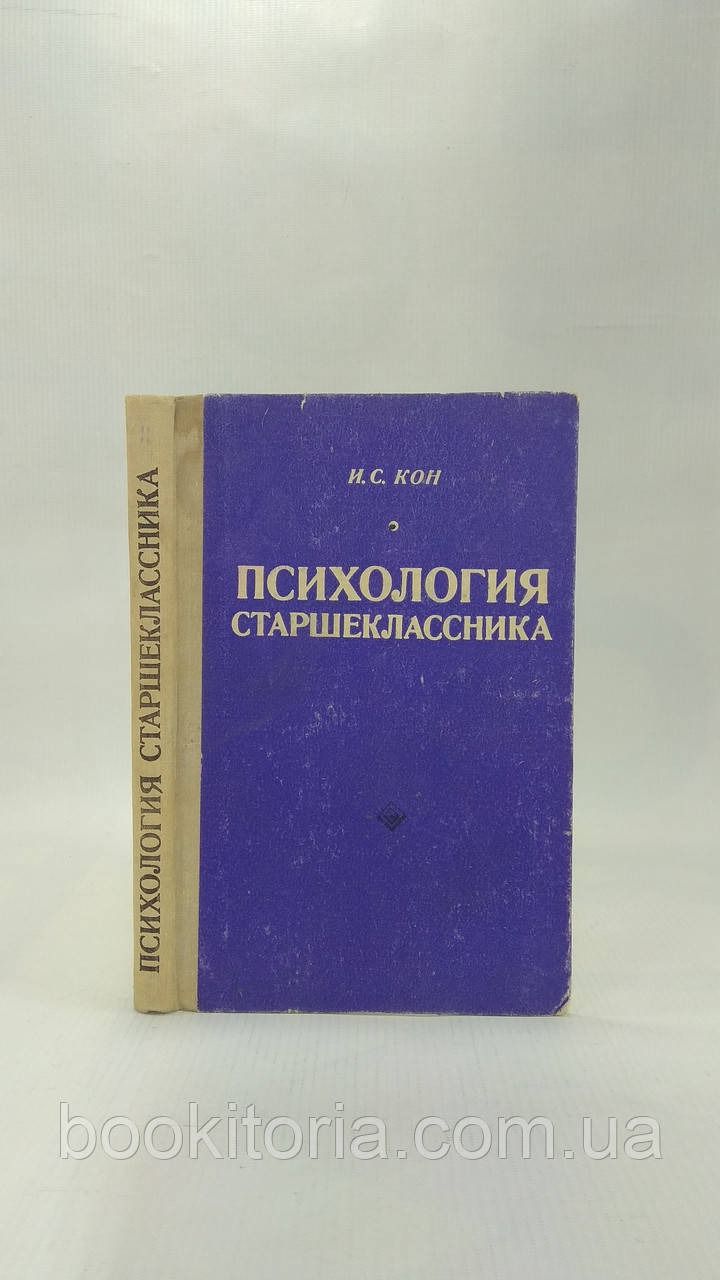 ПСИХОЛОГИЯ СТАРШЕКЛАССНИКА
И. С. КОН
ПСИХОЛОГИЯ
СТАРШЕКЛАССНИКА
bookitoria.com.ua